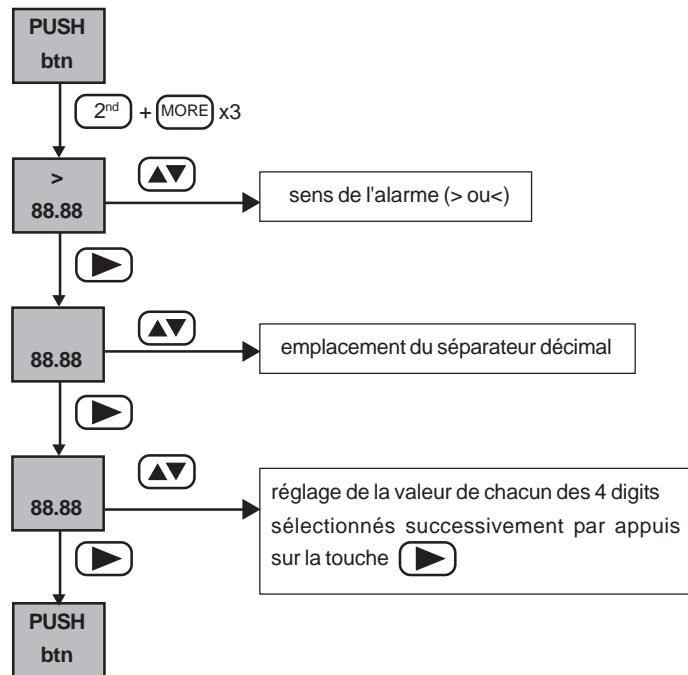 PUSH
btn
2nd + MORE x3
>
88.88
sens de l'alarme (> ou<)
88.88
emplacement du séparateur décimal
88.88
réglage de la valeur de chacun des 4 digits
sélectionnés successivement par appuis
sur la touche
PUSH
btn